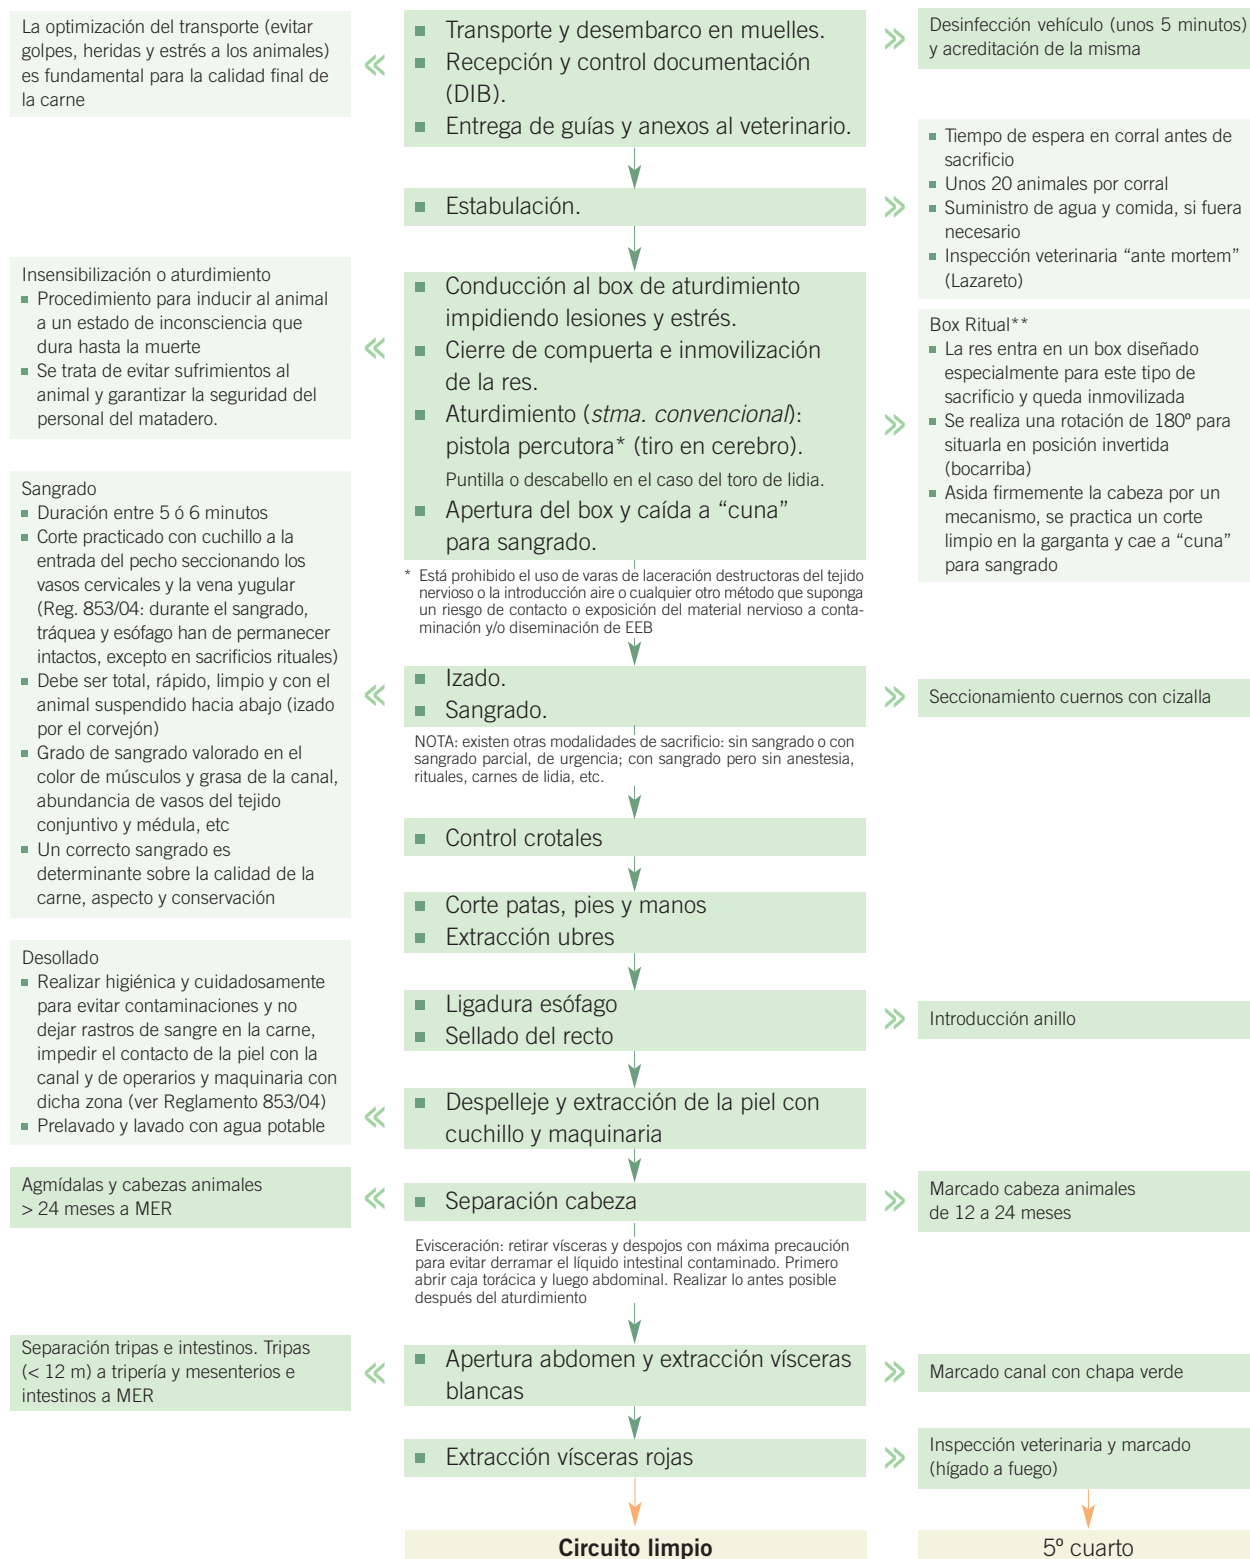 La optimización del transporte (evitar
golpes, heridas y estrés a los animales)
es fundamental para la calidad final de
la carne
«
■ Transporte y desembarco en muelles.
■ Recepción y control documentación
(DIB).
■ Entrega de guías y anexos al veterinario.
»
Desinfección vehículo (unos 5 minutos)
y acreditación de la misma
■ Estabulación.
»
■ Tiempo de espera en corral antes de
sacrificio
■ Unos 20 animales por corral
■ Suministro de agua y comida, si fuera
necesario
■ Inspección veterinaria “ante mortem”
(Lazareto)
Insensibilización o aturdimiento
■ Procedimiento para inducir al animal
a un estado de inconsciencia que
dura hasta la muerte
■ Se trata de evitar sufrimientos al
animal y garantizar la seguridad del
personal del matadero.
«
■ Conducción al box de aturdimiento
impidiendo lesiones y estrés.
■ Cierre de compuerta e inmovilización
de la res.
■ Aturdimiento (stma. convencional):
pistola percutora* (tiro en cerebro).
Puntilla o descabello en el caso del toro de lidia.
■ Apertura del box y caída a “cuna”
para sangrado.
»
Box Ritual**
■ La res entra en un box diseñado
especialmente para este tipo de
sacrificio y queda inmovilizada
■ Se realiza una rotación de 180º para
situarla en posición invertida
(bocarriba)
■ Asida firmemente la cabeza por un
mecanismo, se practica un corte
limpio en la garganta y cae a “cuna”
para sangrado
* Está prohibido el uso de varas de laceración destructoras del tejido
nervioso o la introducción aire o cualquier otro método que suponga
un riesgo de contacto o exposición del material nervioso a conta-
minación y/o diseminación de EEB
Sangrado
■ Duración entre 5 ó 6 minutos
■ Corte practicado con cuchillo a la
entrada del pecho seccionando los
vasos cervicales y la vena yugular
(Reg. 853/04: durante el sangrado,
tráquea y esófago han de permanecer
intactos, excepto en sacrificios rituales)
■ Debe ser total, rápido, limpio y con el
animal suspendido hacia abajo (izado
por el corvejón)
■ Grado de sangrado valorado en el
color de músculos y grasa de la canal,
abundancia de vasos del tejido
conjuntivo y médula, etc
■ Un correcto sangrado es
determinante sobre la calidad de la
carne, aspecto y conservación
«
■ Izado.
■ Sangrado.
»
Seccionamiento cuernos con cizalla
NOTA: existen otras modalidades de sacrificio: sin sangrado o con
sangrado parcial, de urgencia; con sangrado pero sin anestesia,
rituales, carnes de lidia, etc.
■ Control crotales
■ Corte patas, pies y manos
■ Extracción ubres
■ Ligadura esófago
■ Sellado del recto
»
Introducción anillo
Desollado
■ Realizar higiénica y cuidadosamente
para evitar contaminaciones y no
dejar rastros de sangre en la carne,
impedir el contacto de la piel con la
canal y de operarios y maquinaria con
dicha zona (ver Reglamento 853/04)
■ Prelavado y lavado con agua potable
«
■ Despelleje y extracción de la piel con
cuchillo y maquinaria
Agmídalas y cabezas animales
> 24 meses a MER
«
■ Separación cabeza
»
Marcado cabeza animales
de 12 a 24 meses
Evisceración: retirar vísceras y despojos con máxima precaución
para evitar derramar el líquido intestinal contaminado. Primero
abrir caja torácica y luego abdominal. Realizar lo antes posible
después del aturdimiento
Separación tripas e intestinos. Tripas
(< 12 m) a tripería y mesenterios e
intestinos a MER
«
■ Apertura abdomen y extracción vísceras
blancas
»
Marcado canal con chapa verde
■ Extracción vísceras rojas
»
Inspección veterinaria y marcado
(hígado a fuego)
Circuito limpio
5º cuarto